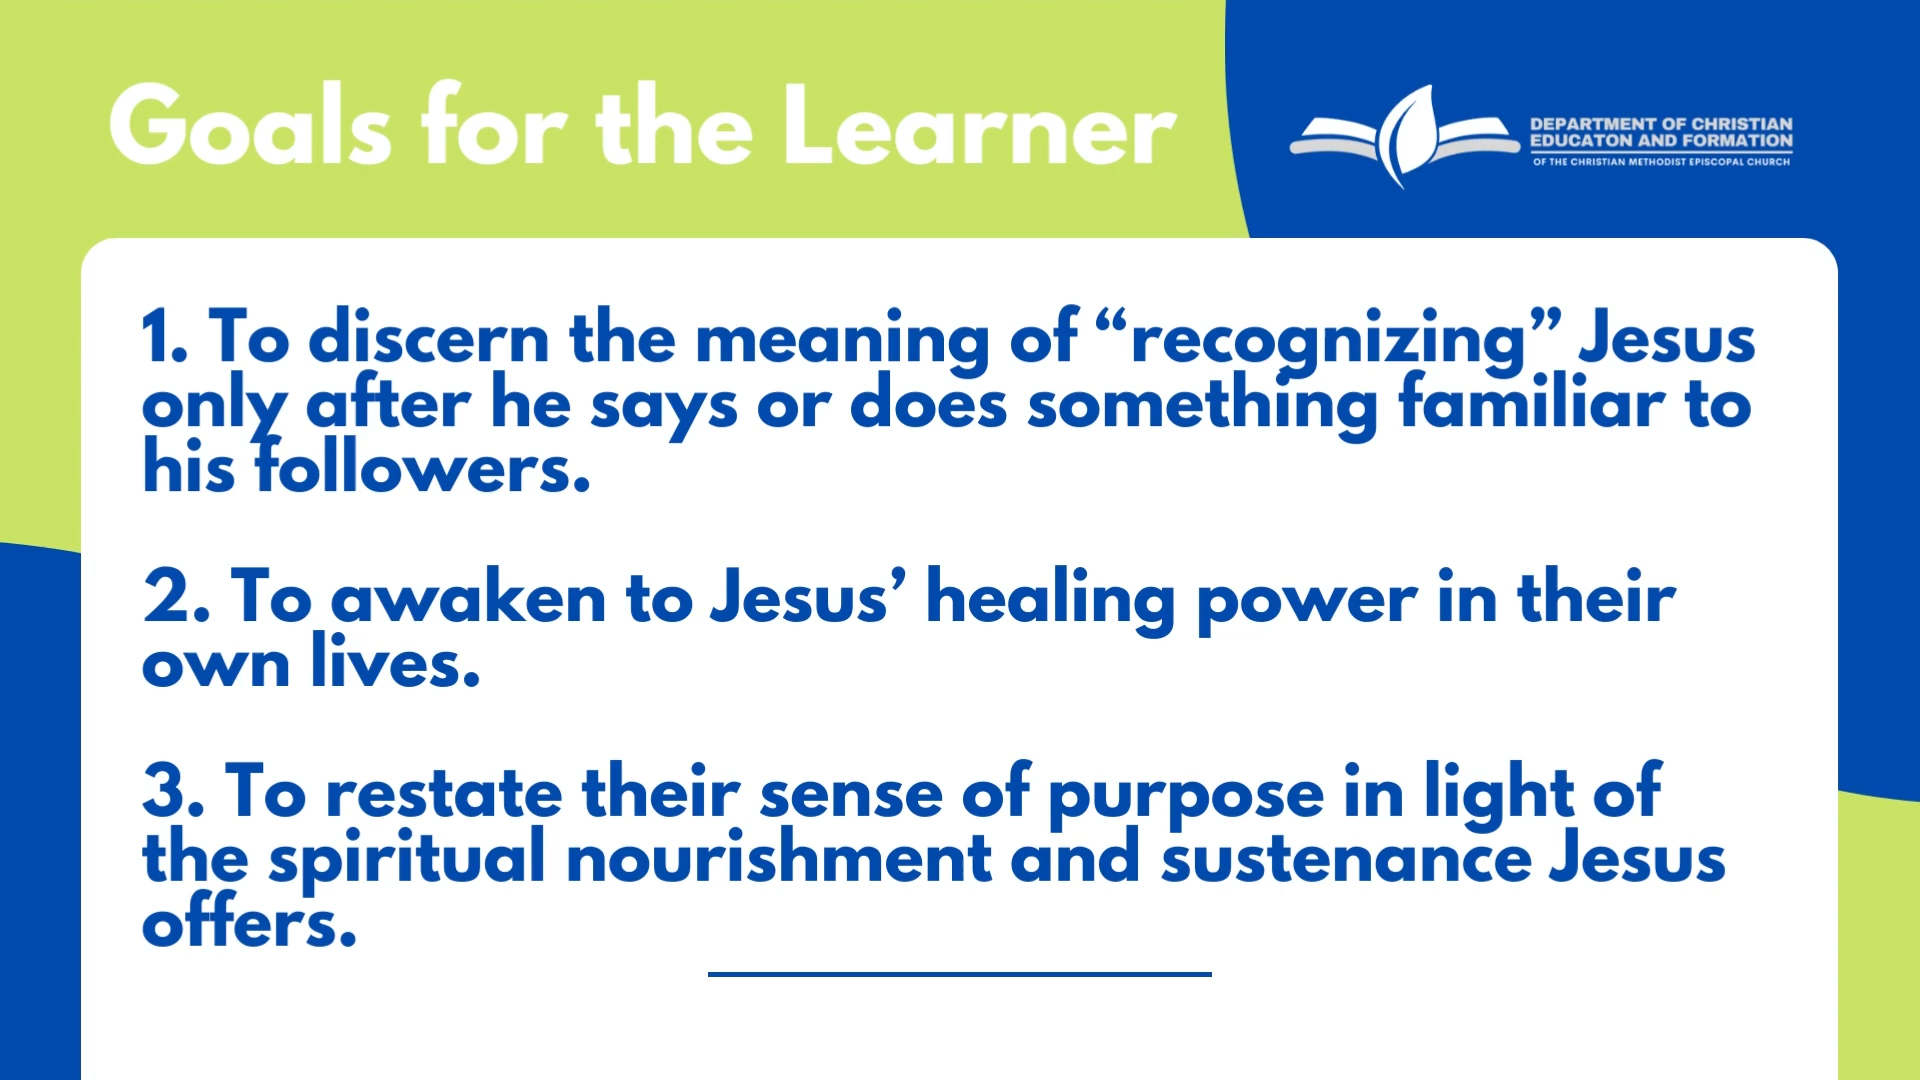 Goals for the Learner
DEPARTMENT OF CHRISTIAN
EDUCATON AND FORMATION
OF THE CHRISTIAN METHODIST EPISCOPAL CHURCH
1. To discern the meaning of “recognizing” Jesus
only after he says or does something familiar to
his followers.
2. To awaken to Jesus’ healing power in their
own lives.
3. To restate their sense of purpose in light of
the spiritual nourishment and sustenance Jesus
offers.